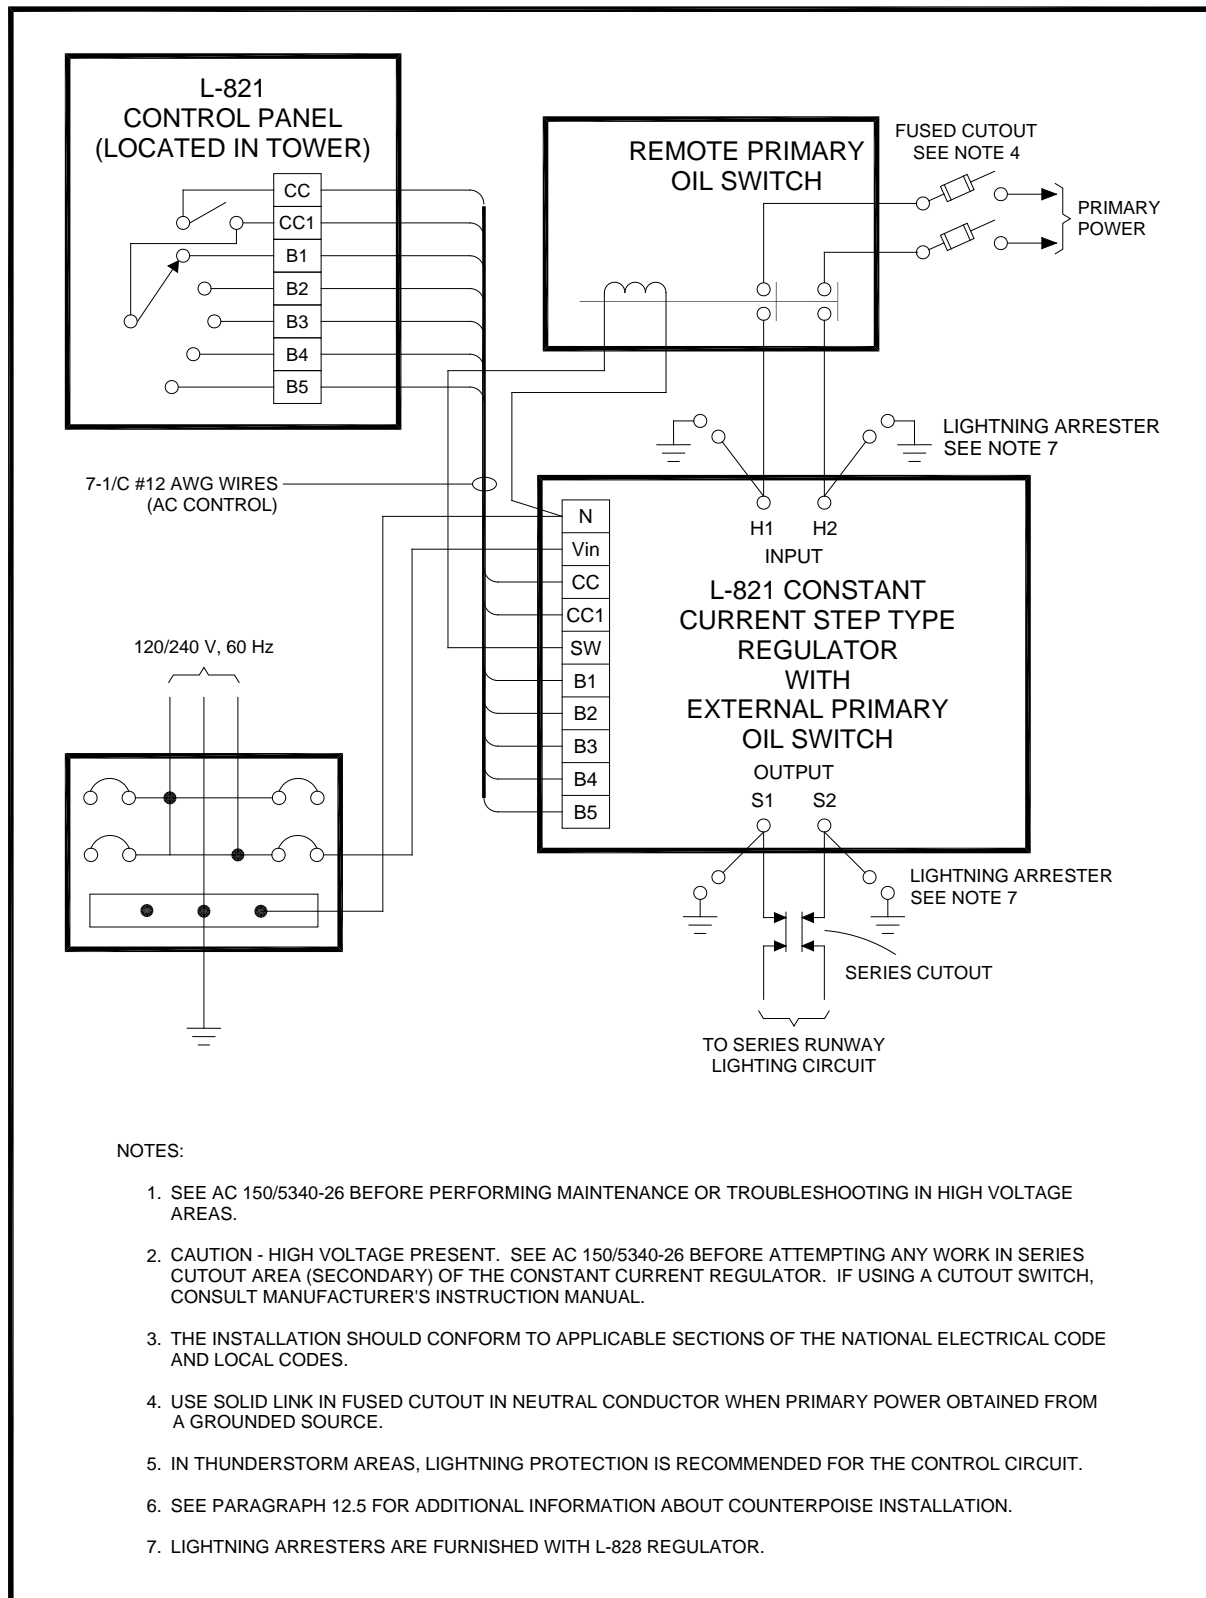 L-821
CONTROL PANEL
(LOCATED IN TOWER)
CC
CC1
B1
B2
B3
B4
B5
REMOTE PRIMARY
OIL SWITCH
FUSED CUTOUT
SEE NOTE 4
PRIMARY
POWER
LIGHTNING ARRESTER
SEE NOTE 7
7-1/C #12 AWG WIRES
(AC CONTROL)
N
Vin
CC
CC1
SW
B1
B2
B3
B4
B5
H1 H2
INPUT
L-821 CONSTANT
CURRENT STEP TYPE
REGULATOR
WITH
EXTERNAL PRIMARY
OIL SWITCH
OUTPUT
S1 S2
120/240 V, 60 Hz
LIGHTNING ARRESTER
SEE NOTE 7
SERIES CUTOUT
TO SERIES RUNWAY
LIGHTING CIRCUIT
NOTES:
1. SEE AC 150/5340-26 BEFORE PERFORMING MAINTENANCE OR TROUBLESHOOTING IN HIGH VOLTAGE
AREAS.
2. CAUTION - HIGH VOLTAGE PRESENT. SEE AC 150/5340-26 BEFORE ATTEMPTING ANY WORK IN SERIES
CUTOUT AREA (SECONDARY) OF THE CONSTANT CURRENT REGULATOR. IF USING A CUTOUT SWITCH,
CONSULT MANUFACTURER'S INSTRUCTION MANUAL.
3. THE INSTALLATION SHOULD CONFORM TO APPLICABLE SECTIONS OF THE NATIONAL ELECTRICAL CODE
AND LOCAL CODES.
4. USE SOLID LINK IN FUSED CUTOUT IN NEUTRAL CONDUCTOR WHEN PRIMARY POWER OBTAINED FROM
A GROUNDED SOURCE.
5. IN THUNDERSTORM AREAS, LIGHTNING PROTECTION IS RECOMMENDED FOR THE CONTROL CIRCUIT.
6. SEE PARAGRAPH 12.5 FOR ADDITIONAL INFORMATION ABOUT COUNTERPOISE INSTALLATION.
7. LIGHTNING ARRESTERS ARE FURNISHED WITH L-828 REGULATOR.